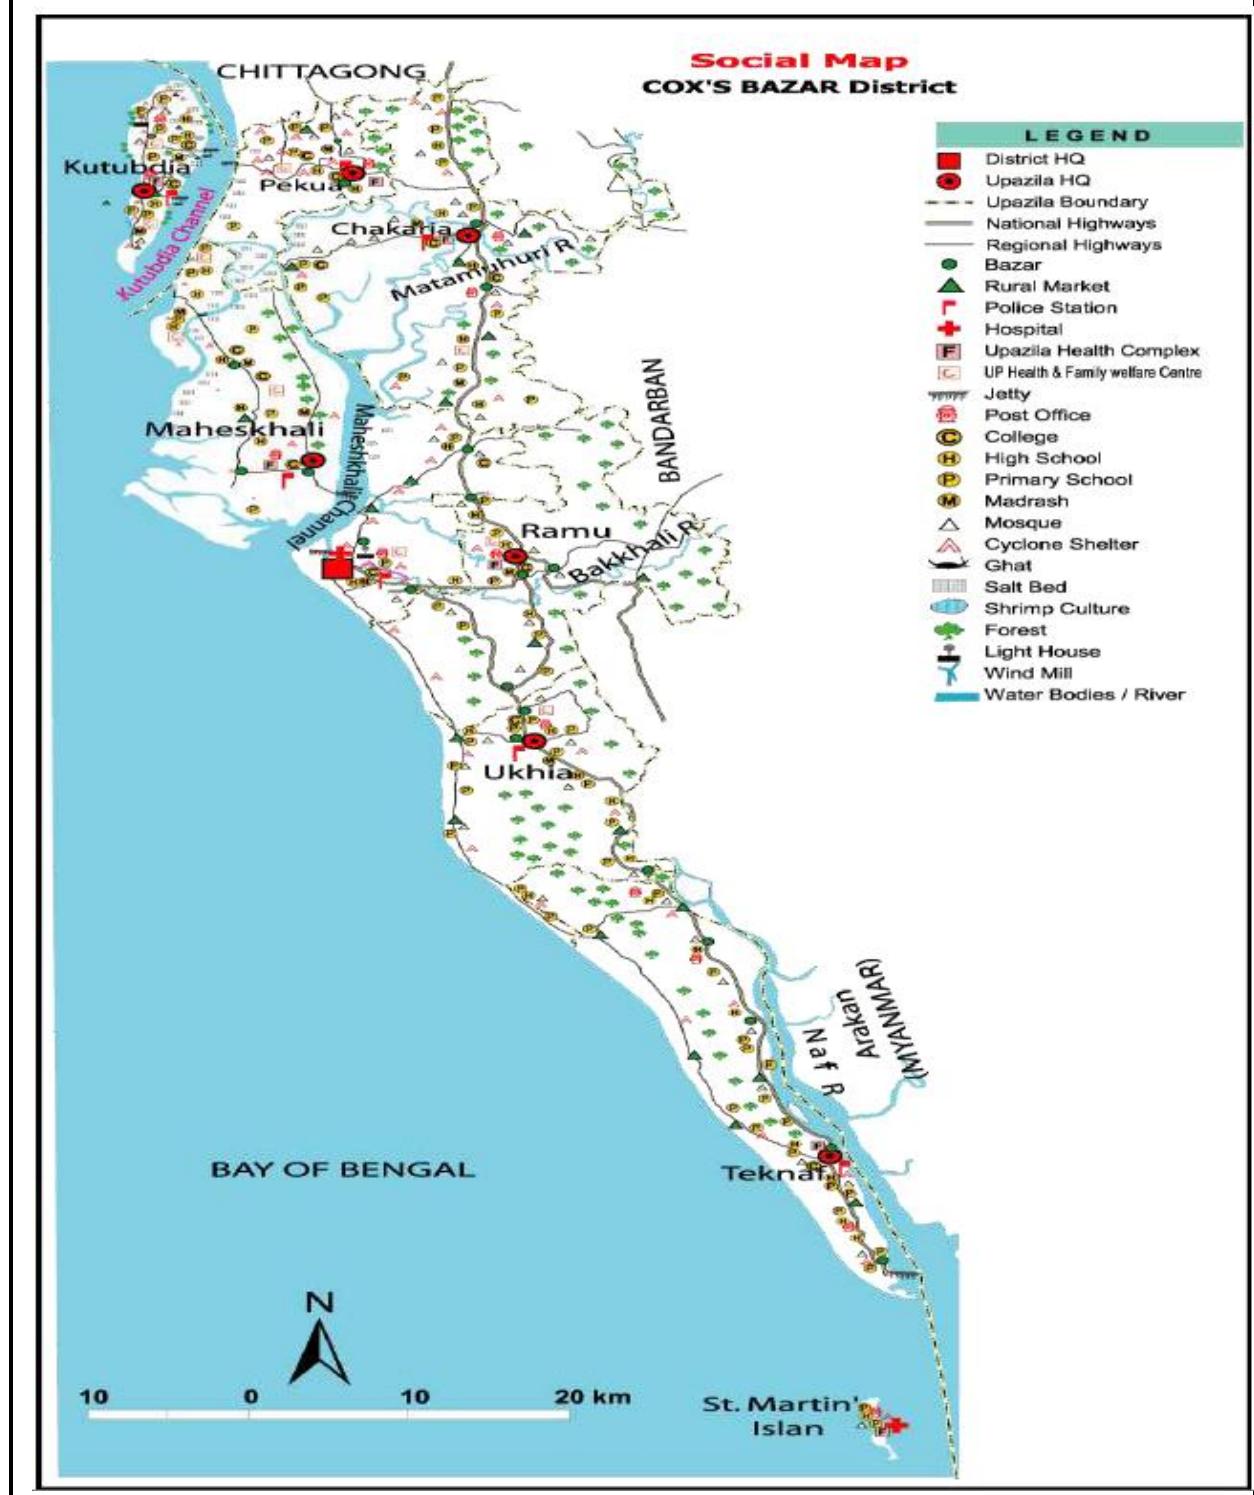 Social Map
COX'S BAZAR District
CHITTAGONG
Kutubdia
Pekua
Kutubdia Channel
Chakaria
Matamuhuri R
Maheskhali
Maheshkhali Channel
BANDARBAN
Ramu
Bakkhali R
Ukhia
Arakan
(MYANMAR)
Naf R
Teknaf
BAY OF BENGAL
St. Martin'
Islan
N
10 0 10 20 km
LEGEND
District HQ
Upazila HQ
Upazila Boundary
National Highways
Regional Highways
Bazar
Rural Market
Police Station
Hospital
F Upazila Health Complex
C UP Health & Family welfare Centre
Jetty
Post Office
C College
H High School
P Primary School
M Madrash
Mosque
Cyclone Shelter
Ghat
Salt Bed
Shrimp Culture
Forest
Light House
Wind Mill
Water Bodies / River